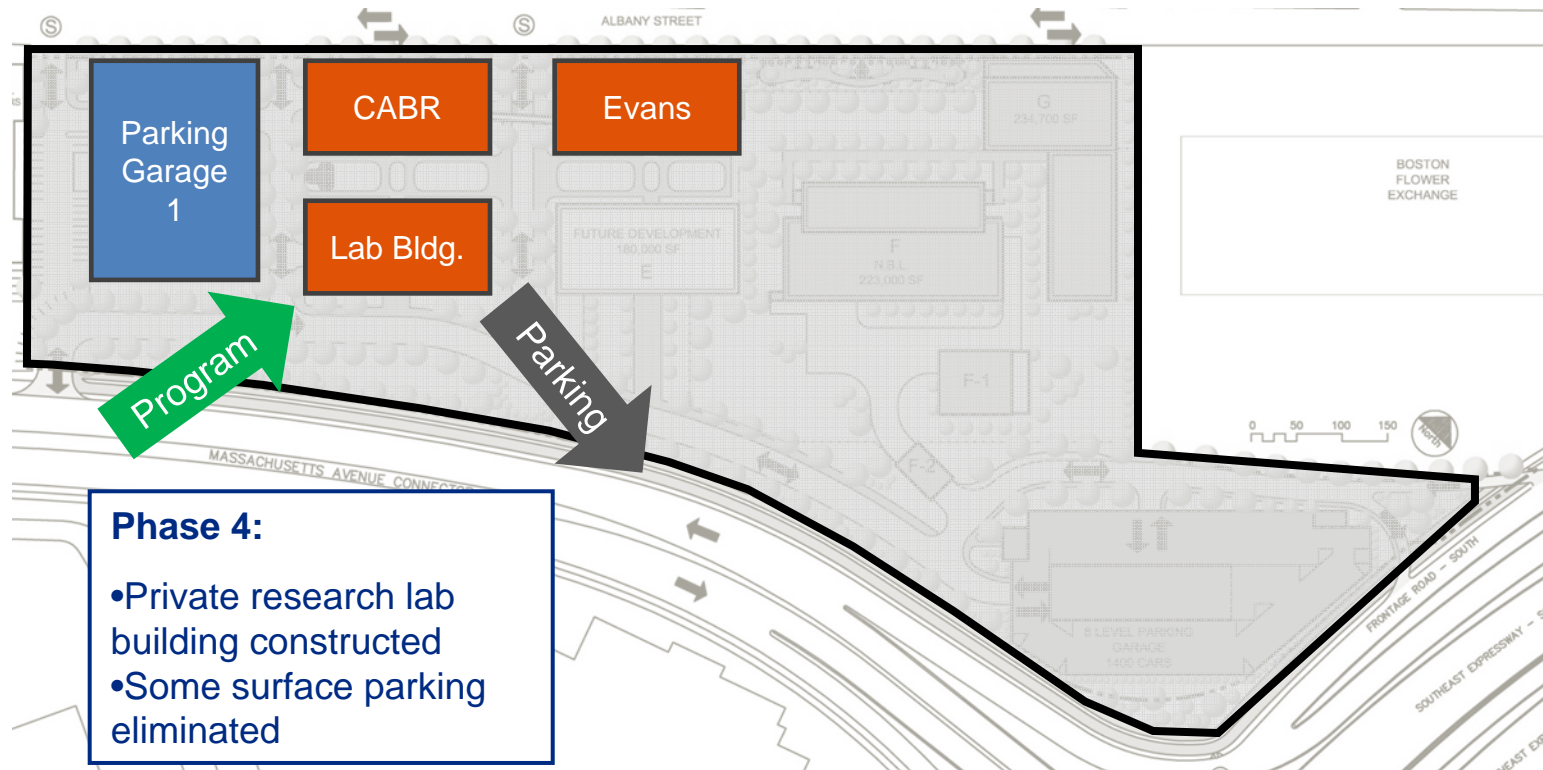 S
S
ALBANY STREET
Parking
Garage
1
CABR
Evans
Lab Bldg.
G
234,700 SF
BOSTON
FLOWER
EXCHANGE
FUTURE DEVELOPMENT
180,000 SF
E
F
N.B.L.
223,000 SF
Program
Parking
F-1
F-2
0 50 100 150
North
MASSACHUSETTS AVENUE CONNECTOR
Phase 4:
•Private research lab
building constructed
•Some surface parking
eliminated
6 LEVEL PARKING
GARAGE
1400 CARS
FRONTAGE ROAD - SOUTH
SOUTHEAST EXPRESSWAY - S